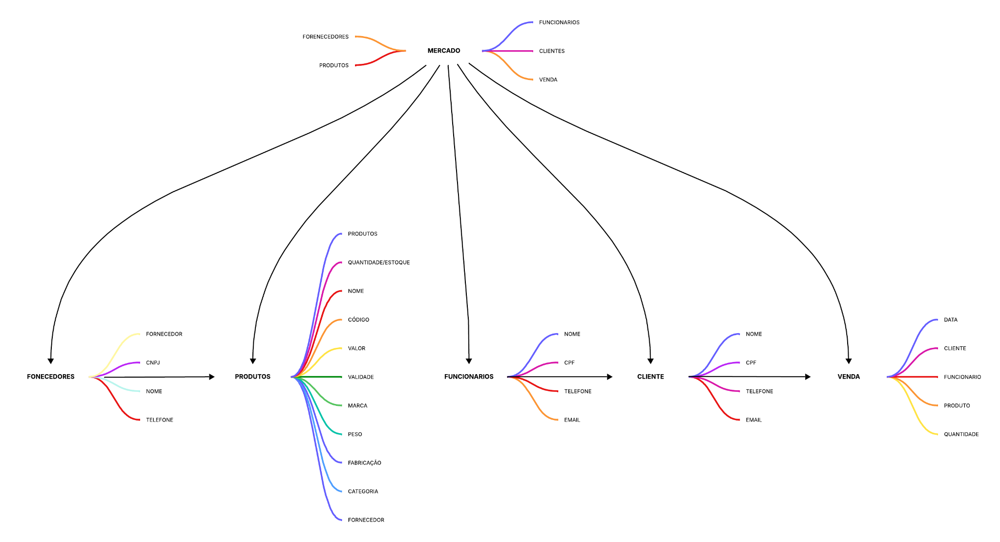 FORENECEDORES
PRODUTOS
MERCADO
FUNCIONARIOS
CLIENTES
VENDA
FONECEDORES
FORNECEDOR
CNPJ
NOME
TELEFONE
PRODUTOS
PRODUTOS
QUANTIDADE/ESTOQUE
NOME
CÓDIGO
VALOR
VALIDADE
MARCA
PESO
FABRICAÇÃO
CATEGORIA
FORNECEDOR
FUNCIONARIOS
NOME
CPF
TELEFONE
EMAIL
CLIENTE
NOME
CPF
TELEFONE
EMAIL
VENDA
DATA
CLIENTE
FUNCIONARIO
PRODUTO
QUANTIDADE